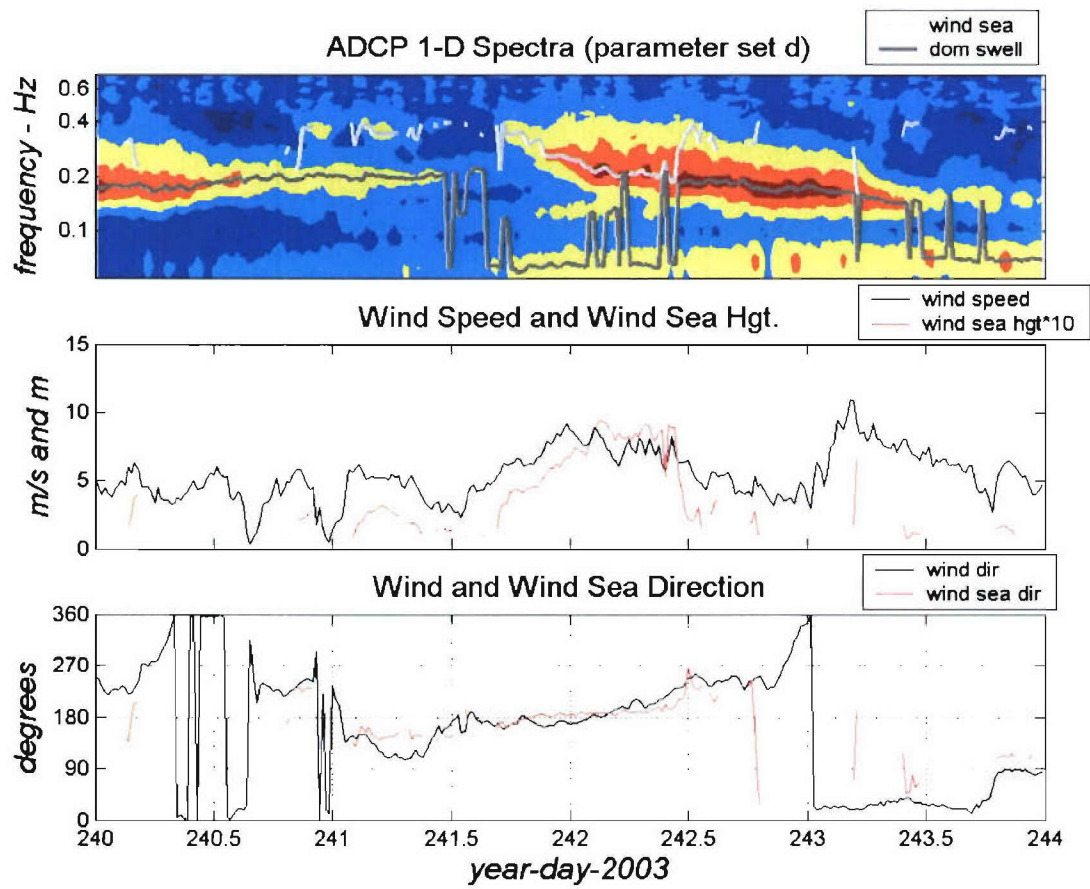 wind sea
dom swell
ADCP 1-D Spectra (parameter set d)
frequency - Hz
0.6
0.4
0.2
0.1
Wind Speed and Wind Sea Hgt.
wind speed
wind sea hgt*10
m/s and m
15
10
5
0
Wind and Wind Sea Direction
wind dir
wind sea dir
degrees
360
270
180
90
0
240 240.5 241 241.5 242 242.5 243 243.5 244
year-day-2003